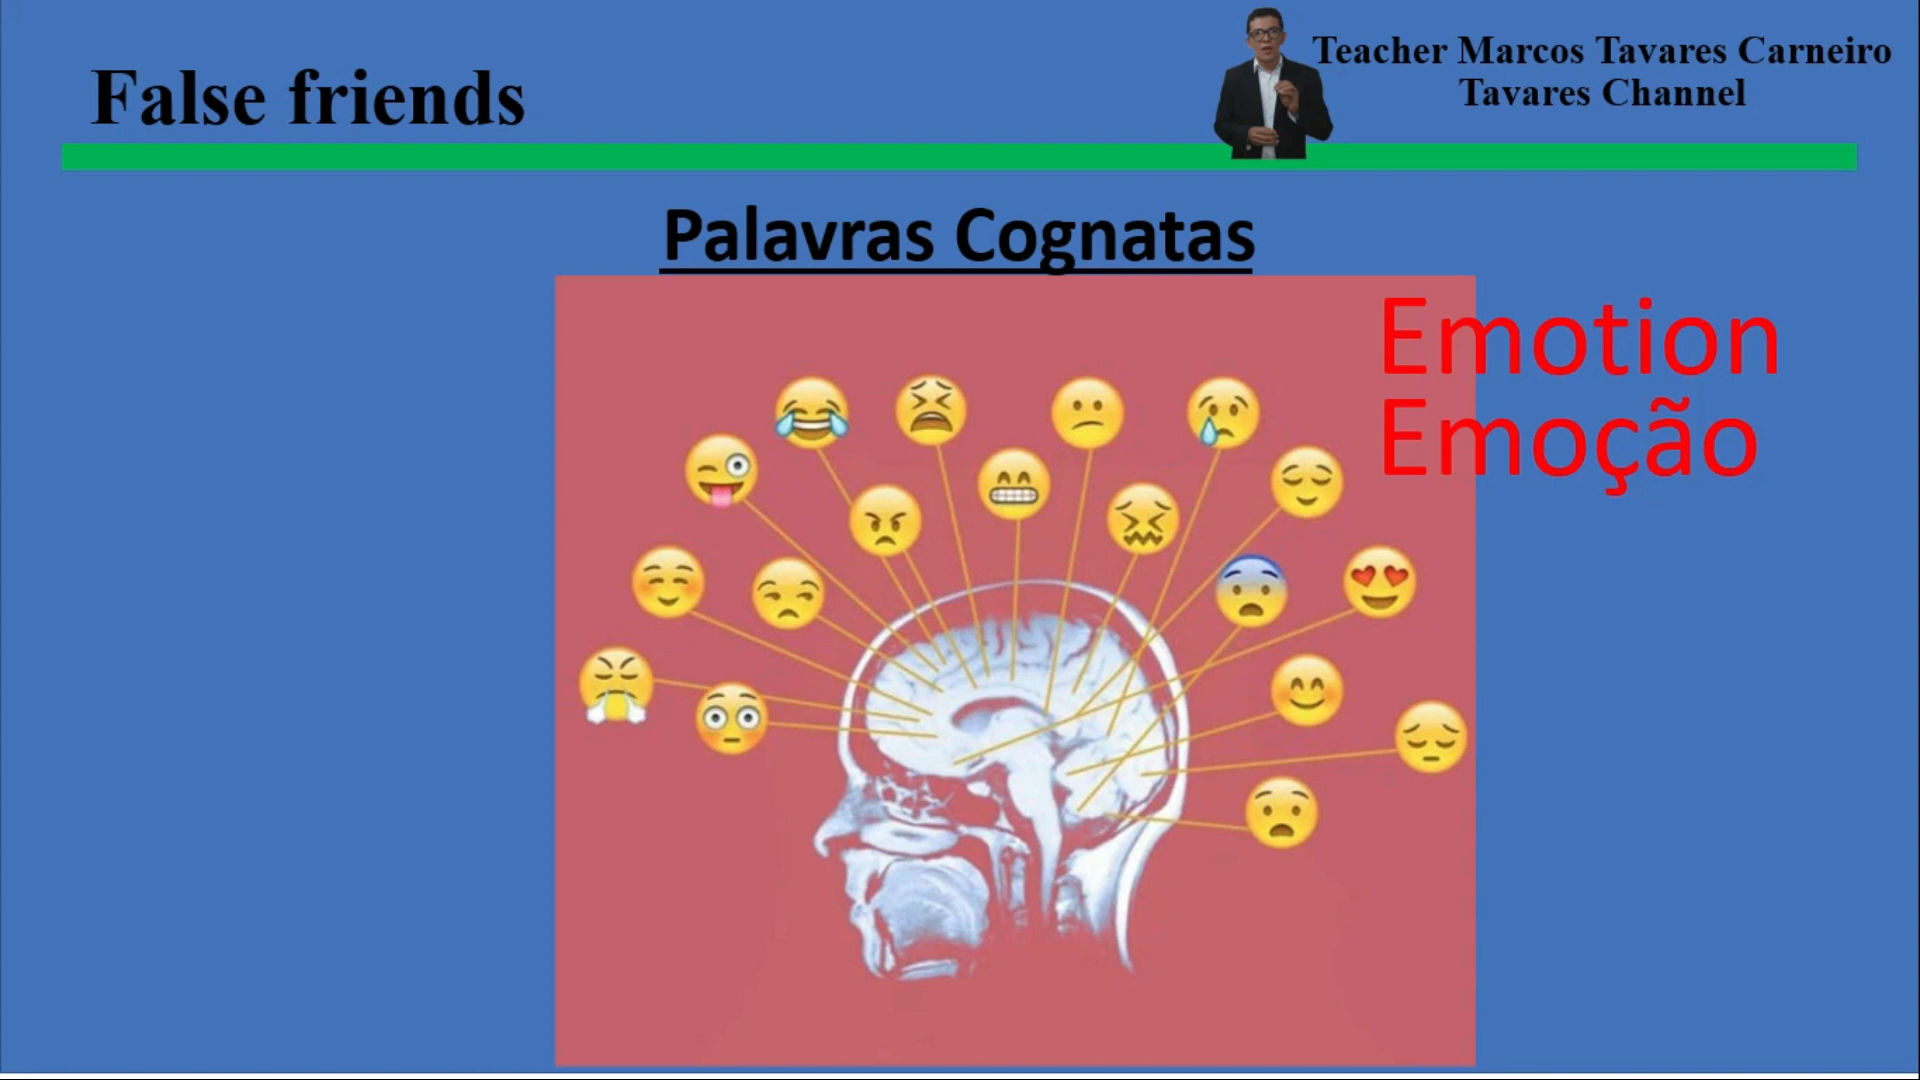 False friends
Teacher Marcos Tavares Carneiro
Tavares Channel
Palavras Cognatas
Emotion
Emoção